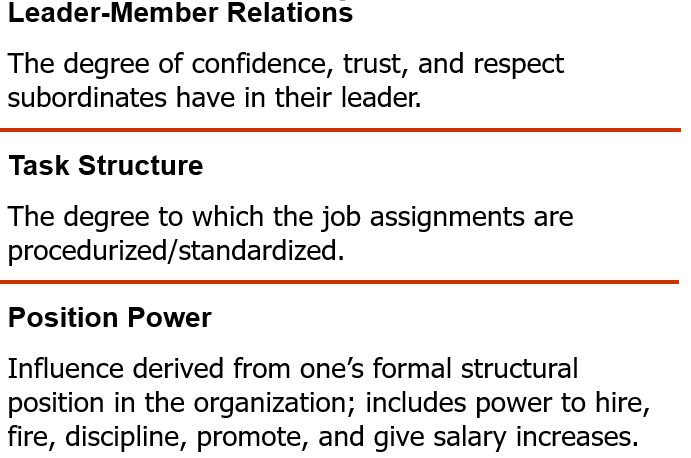 Leader-Member Relations
The degree of confidence, trust, and respect
subordinates have in their leader.
Task Structure
The degree to which the job assignments are
procedurized/standardized.
Position Power
Influence derived from one’s formal structural
position in the organization; includes power to hire,
fire, discipline, promote, and give salary increases.